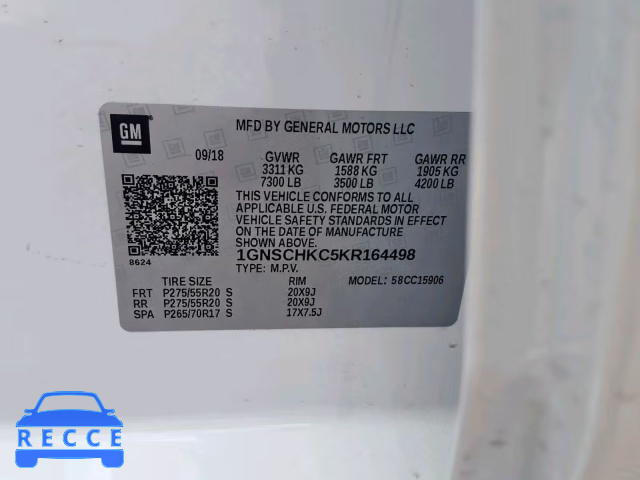 GM
MFD BY GENERAL MOTORS LLC
09/18 GVWR GAWR FRT GAWR RR
3311 KG 1588 KG 1905 KG
7300 LB 3500 LB 4200 LB
THIS VEHICLE CONFORMS TO ALL
APPLICABLE U.S. FEDERAL MOTOR
VEHICLE SAFETY STANDARDS IN EFFECT
ON THE DATE OF MANUFACTURE
SHOWN ABOVE.
8624 1GNSCHKC5KR164498
TYPE: M.P.V.
TIRE SIZE RIM MODEL: 58CC15906
FRT P275/55R20 S 20X9J
RR P275/55R20 S 20X9J
SPA P265/70R17 S 17X7.5J
RECCE